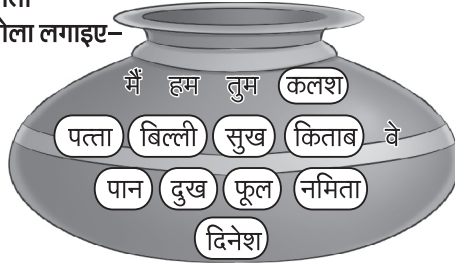 ोला लगाइए–
मैं हम तुम कलश
पत्ता बिल्ली सुख किताब वे
पान दुख फूल नमिता
दिनेश